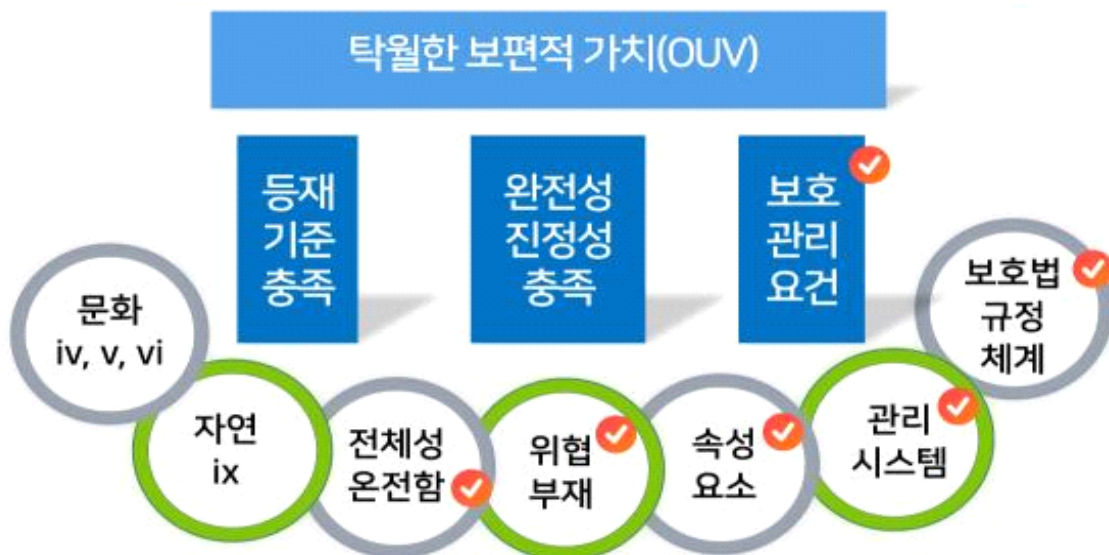 탁월한 보편적 가치(OUV)
등재
기준
충족
완전성
진정성
충족
보호
관리
요건
문화
iv, v, vi
자연
ix
전체성
온전함
위협
부재
속성
요소
관리
시스템
보호법
규정
체계